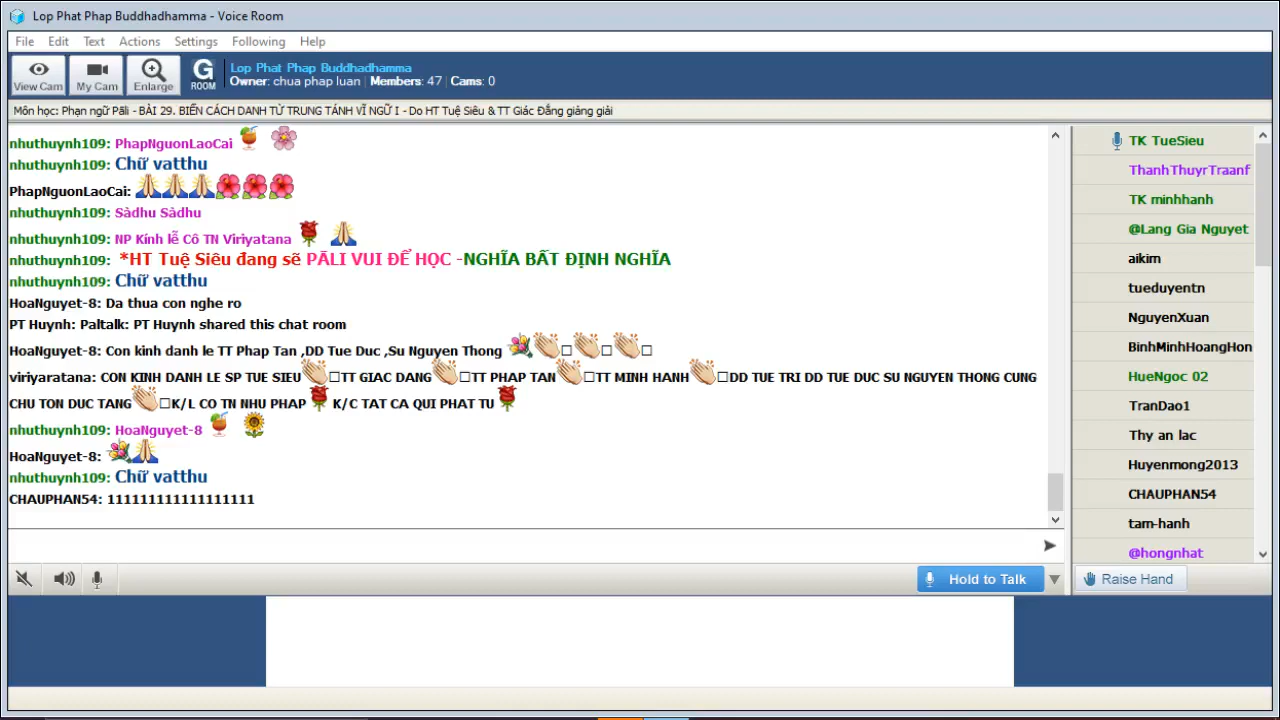 Lop Phat Phap Buddhadhamma - Voice Room
File Edit Text Actions Settings Following Help
View Cam My Cam Enlarge G ROOM
Lop Phat Phap Buddhadhamma
Owner: chua phap luan Members: 47 Cams: 0
Môn học: Phạn ngữ Pāli - BÀI 29. BIẾN CÁCH DANH TỪ TRUNG TÁNH VĨ NGỮ I - Do HT Tuệ Siêu & TT Giác Đẳng giảng giải
nhuthuynh109: PhapNguonLaoCai
nhuthuynh109: Chữ vatthu
PhapNguonLaoCai:
nhuthuynh109: Sàdhu Sàdhu
nhuthuynh109: NP Kính lễ Cô TN Viriyatana
nhuthuynh109: *HT Tuệ Siêu đang sẽ PĀLI VUI ĐỂ HỌC -NGHĨA BẤT ĐỊNH NGHĨA
nhuthuynh109: Chữ vatthu
HoaNguyet-8: Da thua con nghe ro
PT Huynh: Paltalk: PT Huynh shared this chat room
HoaNguyet-8: Con kinh danh le TT Phap Tan ,DD Tue Duc ,Su Nguyen Thong
viriyaratana: CON KINH DANH LE SP TUE SIEU TT GIAC DANG TT PHAP TAN TT MINH HANH DD TUE TRI DD TUE DUC SU NGUYEN THONG CUNG
CHU TON DUC TANG K/L CO TN NHU PHAP K/C TAT CA QUI PHAT TU
nhuthuynh109: HoaNguyet-8
HoaNguyet-8:
nhuthuynh109: Chữ vatthu
CHAUPHAN54: 1111111111111111111
TK TueSieu
ThanhThuyrTraanf
TK minhhanh
@Lang Gia Nguyet
aikim
tueduyentn
NguyenXuan
BinhMinhHoangHon
HueNgoc 02
TranDao1
Thy an lac
Huyenmong2013
CHAUPHAN54
tam-hanh
@hongnhat
Hold to Talk
Raise Hand